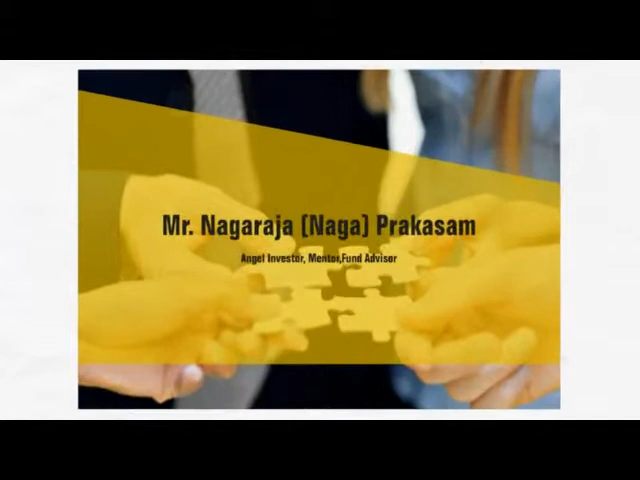 Mr. Nagaraja (Naga) Prakasam
Angel Investor, Mentor,Fund Advisor